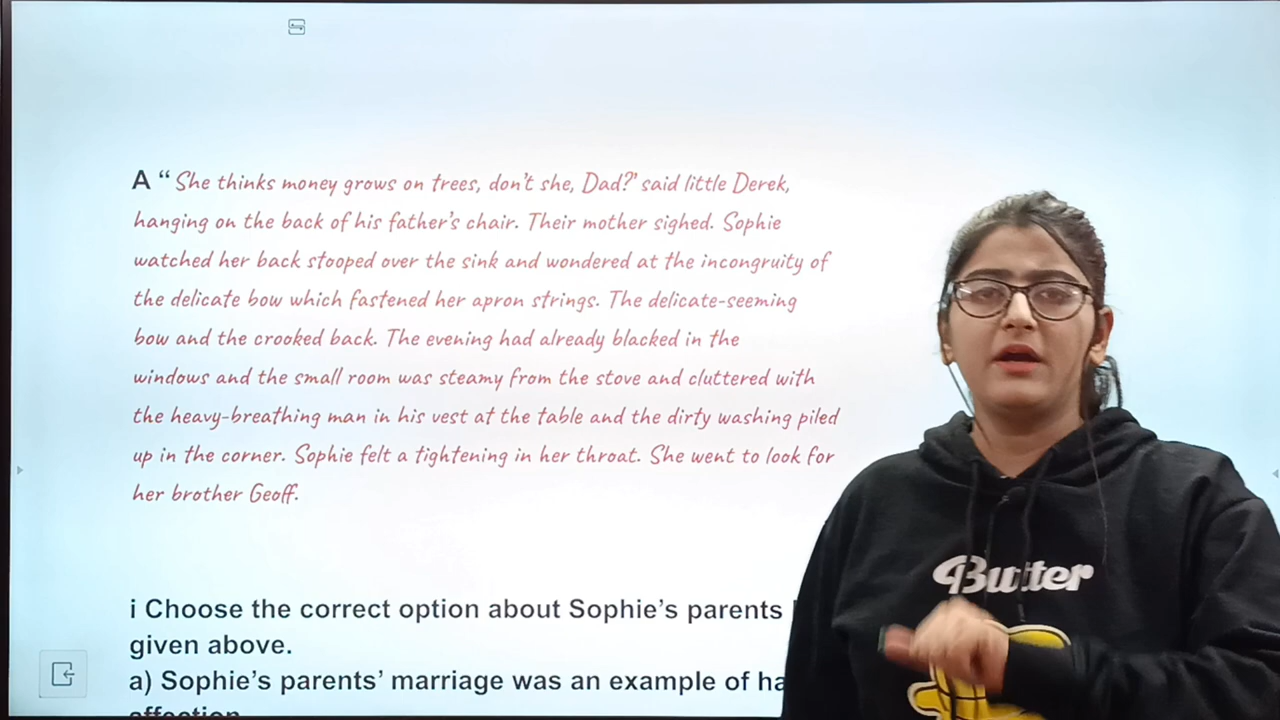 A “ She thinks money grows on trees, don’t she, Dad?’ said little Derek,
hanging on the back of his father’s chair. Their mother sighed. Sophie
watched her back stooped over the sink and wondered at the incongruity of
the delicate bow which fastened her apron strings. The delicate-seeming
bow and the crooked back. The evening had already blacked in the
windows and the small room was steamy from the stove and cluttered with
the heavy-breathing man in his vest at the table and the dirty washing piled
up in the corner. Sophie felt a tightening in her throat. She went to look for
her brother Geoff.
i Choose the correct option about Sophie’s parents
given above.
a) Sophie’s parents’ marriage was an example of ha
affection
Butter